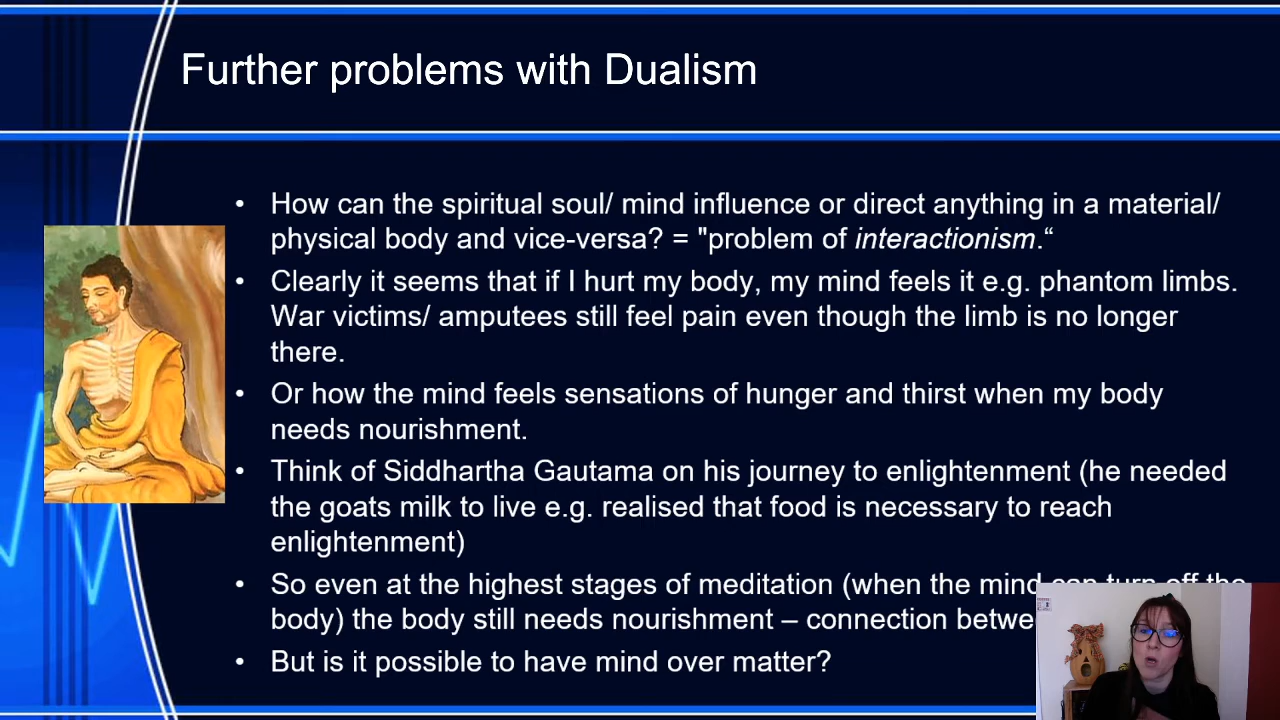 Further problems with Dualism
• How can the spiritual soul/ mind influence or direct anything in a material/
physical body and vice-versa? = "problem of interactionism.“
• Clearly it seems that if I hurt my body, my mind feels it e.g. phantom limbs.
War victims/ amputees still feel pain even though the limb is no longer
there.
• Or how the mind feels sensations of hunger and thirst when my body
needs nourishment.
• Think of Siddhartha Gautama on his journey to enlightenment (he needed
the goats milk to live e.g. realised that food is necessary to reach
enlightenment)
• So even at the highest stages of meditation (when the mind can turn off the
body) the body still needs nourishment – connection
• But is it possible to have mind over matter?